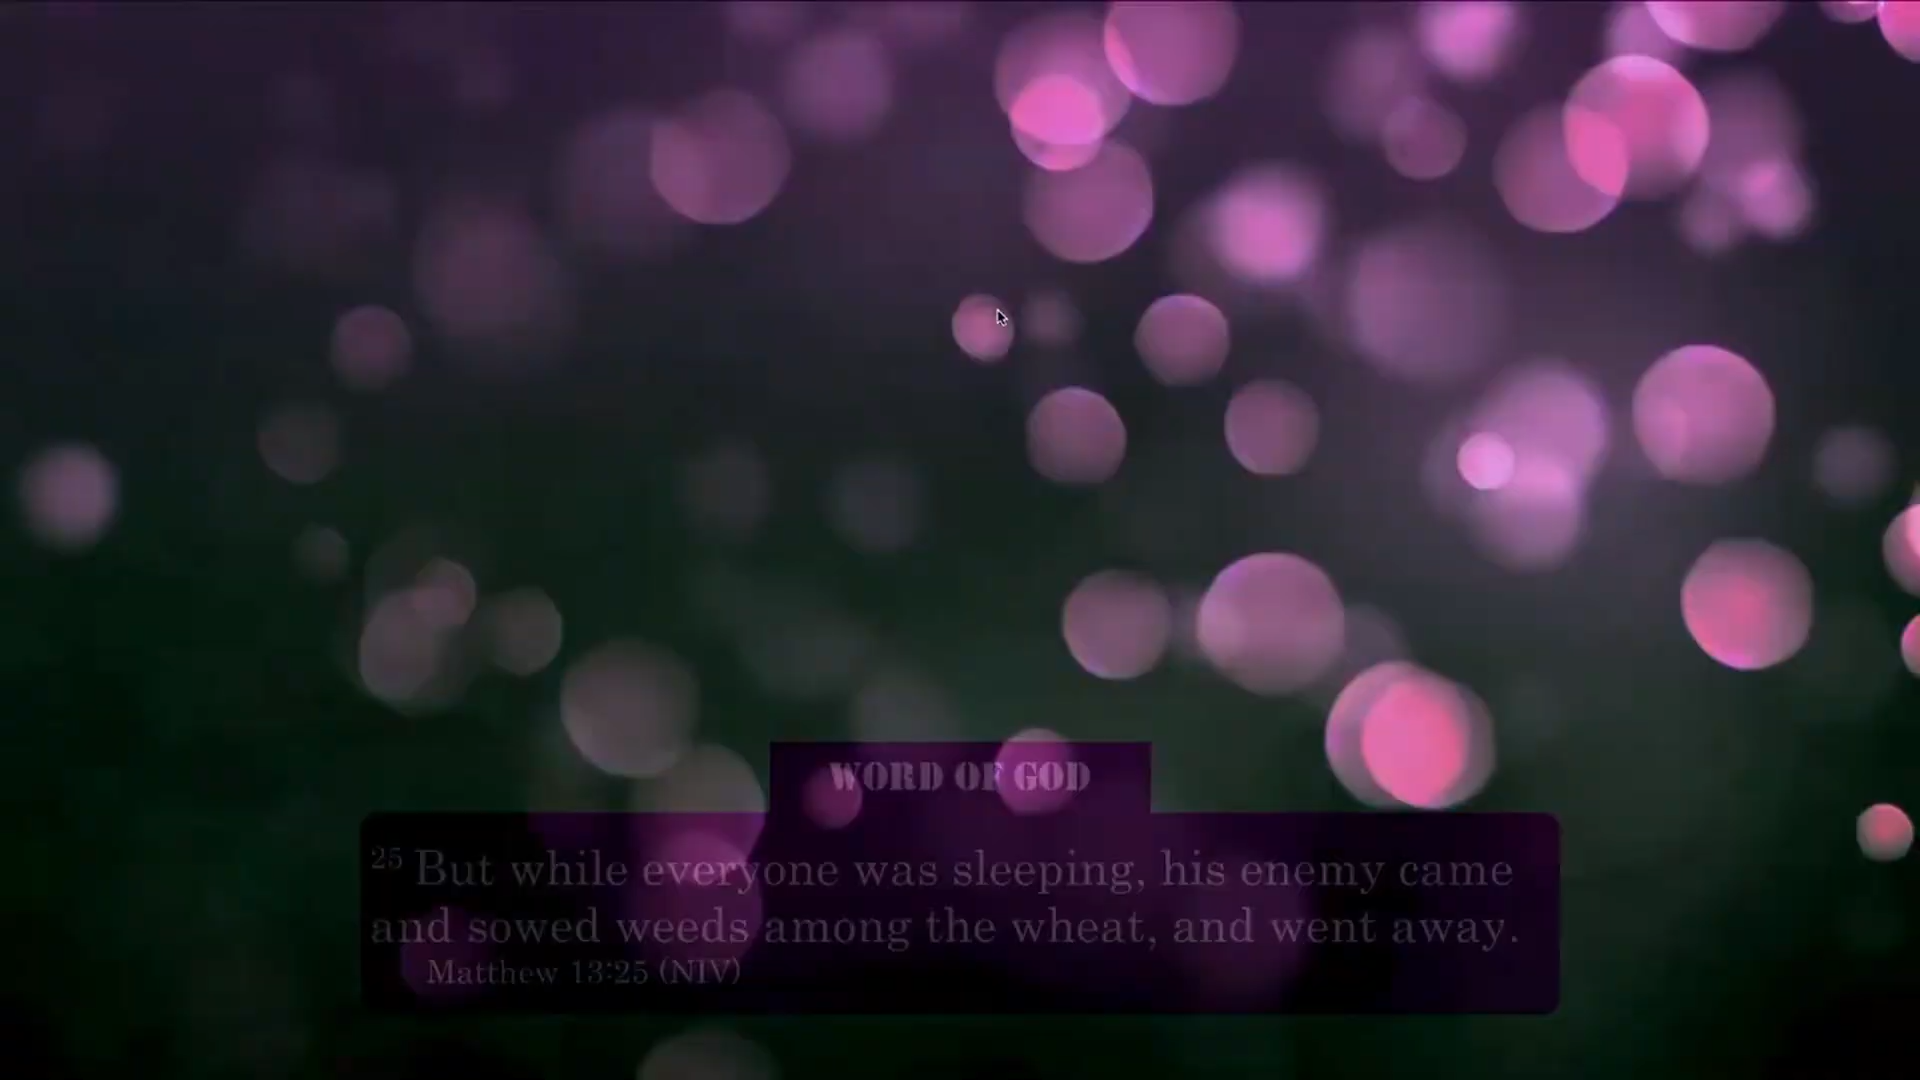 WORD OF GOD
25 But while everyone was sleeping, his enemy came
and sowed weeds among the wheat, and went away.
Matthew 13:25 (NIV)